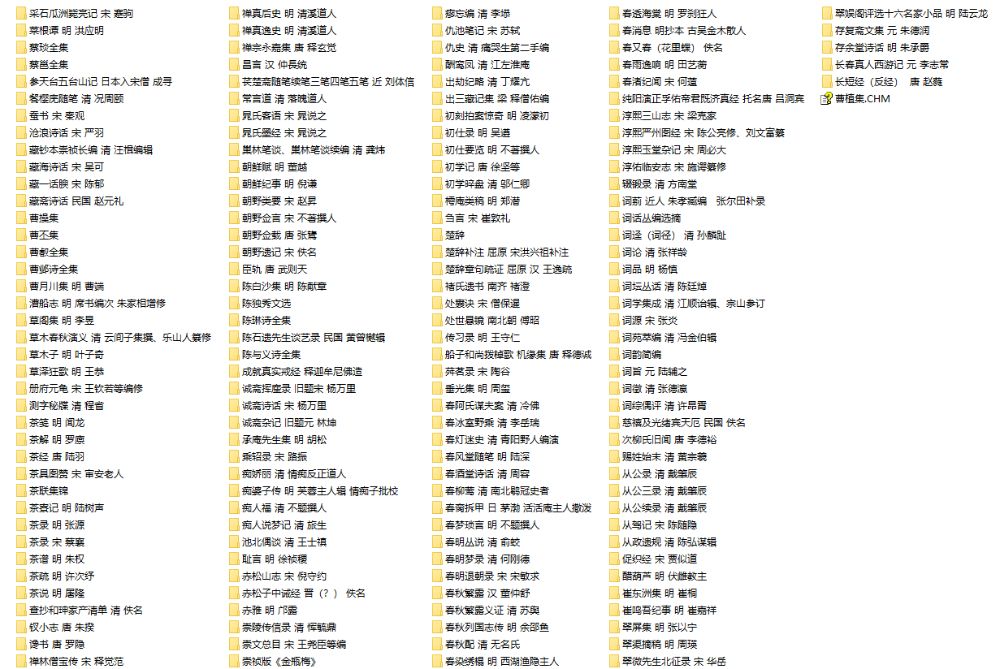 采石瓜洲毙亮记 宋 蹇驹
菜根谭 明 洪应明
蔡琰全集
蔡邕全集
参天台五台山记 日本入宋僧 成寻
餐樱庑随笔 清 况周颐
蚕书 宋 秦观
沧浪诗话 宋 严羽
藏钞本崇祯长编 清 汪楫编辑
藏海诗话 宋 吴可
藏一话腴 宋 陈郁
藏斋诗话 民国 赵元礼
曹操集
曹丕集
曹叡全集
曹邺诗全集
曹月川集 明 曹端
漕船志 明 席书编次 朱家相增修
草阁集 明 李昱
草木春秋演义 清 云间子集撰、乐山人纂修
草木子 明 叶子奇
草泽狂歌 明 王恭
册府元龟 宋 王钦若等编修
测字秘牒 清 程省
茶笺 明 闻龙
茶解 明 罗廪
茶经 唐 陆羽
茶具图赞 宋 审安老人
茶联集锦
茶寮记 明 陆树声
茶录 明 张源
茶录 宋 蔡襄
茶谱 明 朱权
茶疏 明 许次纾
茶说 明 屠隆
查抄和珅家产清单 清 佚名
钗小志 唐 朱揆
谗书 唐 罗隐
禅林僧宝传 宋 释觉范
禅真后史 明 清溪道人
禅真逸史 明 清溪道人
禅宗永嘉集 唐 释玄觉
昌言 汉 仲長統
苌楚斋随笔续笔三笔四笔五笔 近 刘体信
常言道 清 落魄道人
晁氏客语 宋 晁说之
晁氏墨经 宋 晁说之
巢林笔谈、巢林笔谈续编 清 龚炜
朝鲜赋 明 董越
朝鲜纪事 明 倪谦
朝野类要 宋 赵昇
朝野佥言 宋 不著撰人
朝野佥载 唐 张鷟
朝野遗记 宋 佚名
臣轨 唐 武则天
陈白沙集 明 陈献章
陈独秀文选
陈琳诗全集
陈石遗先生谈艺录 民国 黄曾樾辑
陈与义诗全集
成就真实戒经 释迦牟尼佛造
诚斋挥麈录 旧题宋 杨万里
诚斋诗话 宋 杨万里
诚斋杂记 旧题元 林坤
承庵先生集 明 胡松
乘轺录 宋 路振
痴娇丽 清 情痴反正道人
痴婆子传 明 芙蓉主人辑 情痴子批校
痴人福 清 不题撰人
痴人说梦记 清 旅生
池北偶谈 清 王士禛
耻言 明 徐祯稷
赤松山志 宋 倪守约
赤松子中诫经 晋（？） 佚名
赤雅 明 邝露
崇陵传信录 清 恽毓鼎
崇文总目 宋 王尧臣等编
崇祯版《金瓶梅》
瘳忘编 清 李塨
仇池笔记 宋 苏轼
仇史 清 痛哭生第二手编
酬鸾凤 清 江左淮庵
出劫纪略 清 丁耀亢
出三藏记集 梁 释僧佑编
初刻拍案惊奇 明 凌濛初
初仕录 明 吴遵
初仕要览 明 不著撰人
初学记 唐 徐坚等
初学晬盘 清 邬仁卿
樗庵类稿 明 郑潜
刍言 宋 崔敦礼
楚辞
楚辞补注 屈原 宋洪兴祖补注
楚辞章句疏证 屈原 汉 王逸疏
褚氏遗书 南齐 褚澄
处囊诀 宋 僧保暹
处世悬镜 南北朝 傅昭
传习录 明 王守仁
船子和尚拨棹歌 机缘集 唐 释德诚
荈茗录 宋 陶谷
垂光集 明 周玺
春阿氏谋夫案 清 冷佛
春冰室野乘 清 李岳瑞
春灯迷史 清 青阳野人编演
春风堂随笔 明 陆深
春酒堂诗话 清 周容
春柳莺 清 南北鹖冠史者
春窗拆甲 日 茅渤 活活庵主人撒泼
春梦琐言 明 不题撰人
春明丛说 清 俞蛟
春明梦录 清 何刚德
春明退朝录 宋 宋敏求
春秋繁露 汉 董仲舒
春秋繁露义证 清 苏舆
春秋列国志传 明 余邵鱼
春秋配 清 无名氏
春染绣榻 明 西湖渔隐主人
春透海棠 明 罗刹狂人
春消息 明抄本 古吴金木散人
春又春（花里蝶） 佚名
春雨逸响 明 田艺蘅
春渚纪闻 宋 何薳
纯阳演正孚佑帝君既济真经 托名唐 吕洞宾
淳熙三山志 宋 梁克家
淳熙严州图经 宋 陈公亮修、刘文富纂
淳熙玉堂杂记 宋 周必大
淳佑临安志 宋 施谔纂修
辍锻录 清 方南堂
词莂 近人 朱孝臧编 张尔田补录
词话丛编选摘
词迳（词径） 清 孙麟趾
词论 清 张祥龄
词品 明 杨慎
词坛丛话 清 陈廷焯
词学集成 清 江顺诒辑、宗山参订
词源 宋 张炎
词苑萃编 清 冯金伯辑
词韵简编
词旨 元 陆辅之
词徵 清 张德瀛
词综偶评 清 许昂霄
慈禧及光绪宾天厄 民国 佚名
次柳氏旧闻 唐 李德裕
赐姓始末 清 黄宗羲
从公录 清 戴肇辰
从公三录 清 戴肇辰
从公续录 清 戴肇辰
从驾记 宋 陈随隐
从政遗规 清 陈弘谋辑
促织经 宋 贾似道
醋葫芦 明 伏雌教主
崔东洲集 明 崔桐
崔鸣吾纪事 明 崔嘉祥
翠屏集 明 张以宁
翠渠摘稿 明 周瑛
翠微先生北征录 宋 华岳
翠娱阁评选十六名家小品 明 陆云龙
存复斋文集 元 朱德润
存余堂诗话 明 朱承爵
长春真人西游记 元 李志常
长短经（反经） 唐 赵蕤
曹植集.CHM